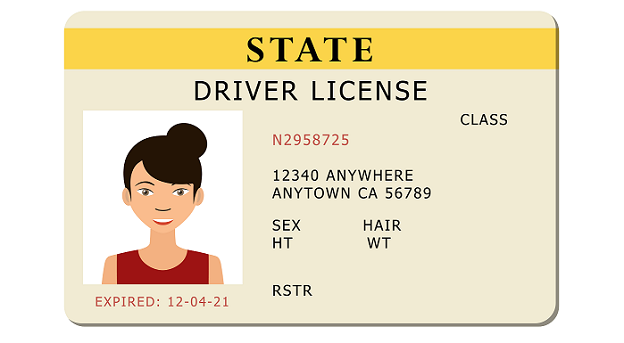 STATE
DRIVER LICENSE
CLASS
N2958725
12340 ANYWHERE
ANYTOWN CA 56789
SEX HAIR
HT WT
RSTR
EXPIRED: 12-04-21